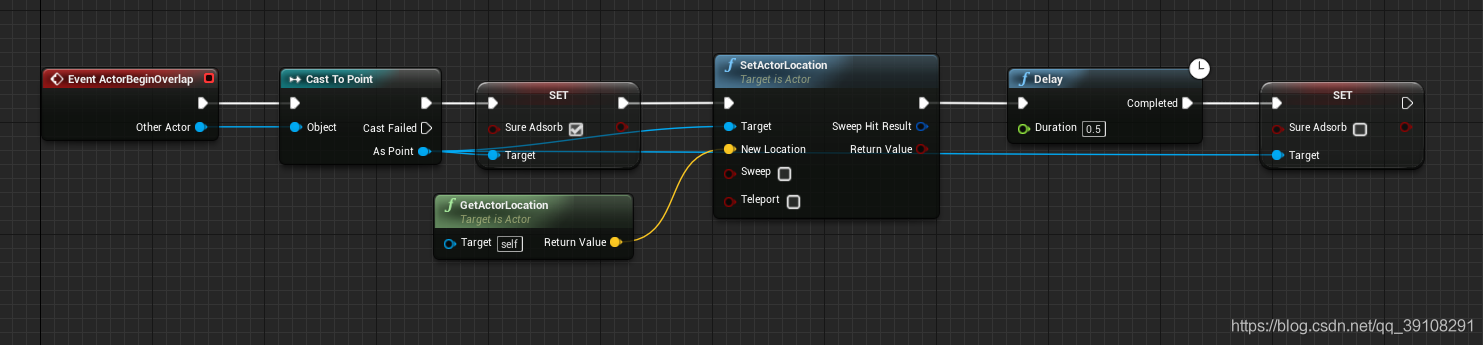 Event ActorBeginOverlap
Other Actor
Cast To Point
Object
Cast Failed
As Point
SET
Sure Adsorb
Target
GetActorLocation
Target is Actor
Target self
Return Value
SetActorLocation
Target is Actor
Target
Sweep Hit Result
New Location
Return Value
Sweep
Teleport
Delay
Completed
Duration 0.5
SET
Sure Adsorb
Target
https://blog.csdn.net/qq_39108291